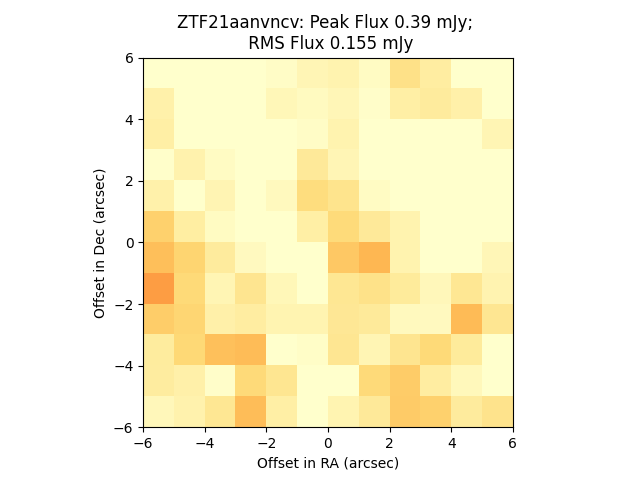 ZTF21aanvncv: Peak Flux 0.39 mJy;
RMS Flux 0.155 mJy
6
4
2
0
−2
−4
−6
Offset in Dec (arcsec)
−6 −4 −2 0 2 4 6
Offset in RA (arcsec)